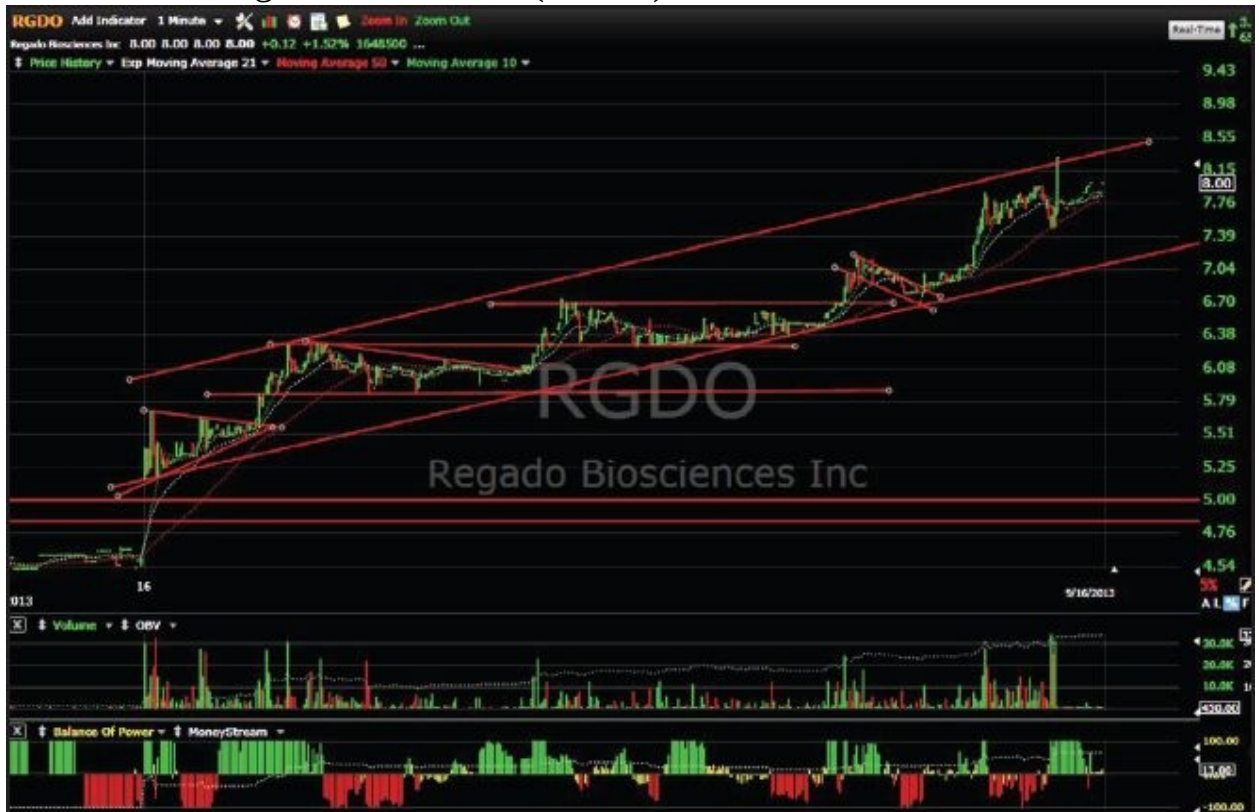 RGDO Add Indicator 1 Minute Zoom In Zoom Out
Real-Time
Regado Biosciences Inc 8.00 8.00 8.00 8.00 +0.12 +1.52% 1648500 ...
Price History Exp Moving Average 21 Moving Average 50 Moving Average 10
9.43
8.98
8.55
8.15
8.00
7.76
7.39
7.04
6.70
6.38
6.08
5.79
5.51
5.25
5.00
4.76
4.54
RGDO
Regado Biosciences Inc
16
9/16/2013
5%
013
A L % F
Volume OBV
30.0K
20.0K
10.0K
450.00
Balance Of Power MoneyStream
100.00
-100.00